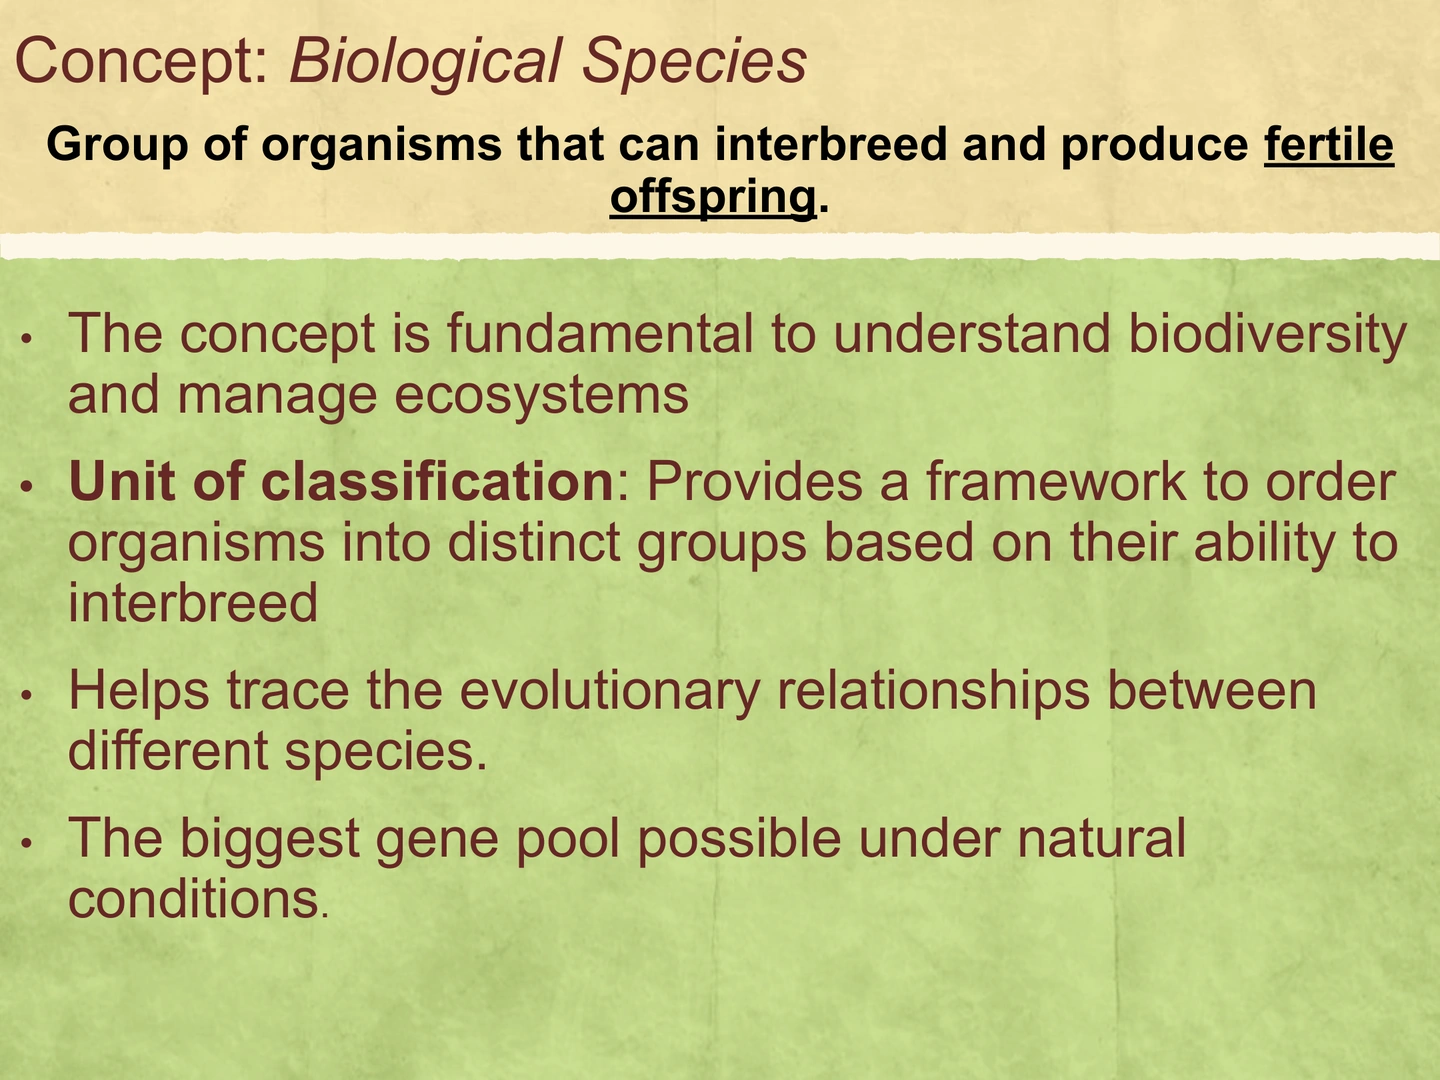 Concept: Biological Species
Group of organisms that can interbreed and produce fertile
offspring.
• The concept is fundamental to understand biodiversity
and manage ecosystems
• Unit of classification: Provides a framework to order
organisms into distinct groups based on their ability to
interbreed
• Helps trace the evolutionary relationships between
different species.
• The biggest gene pool possible under natural
conditions.